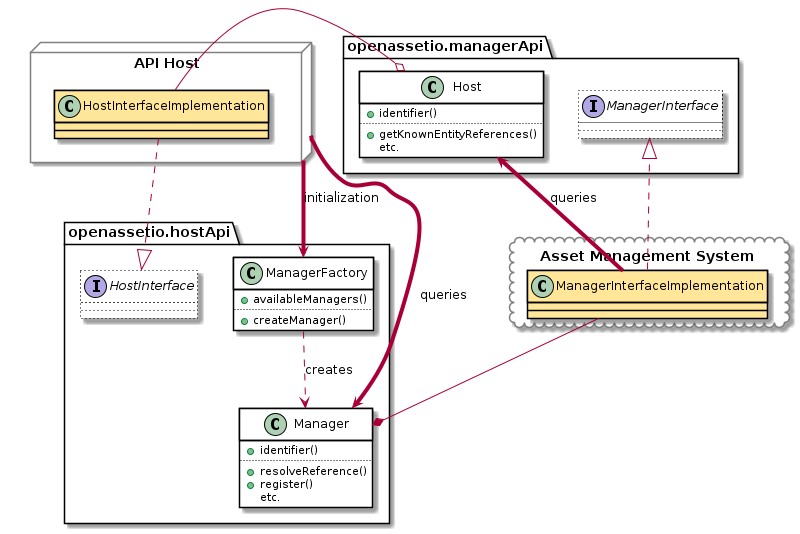 openassetio.managerApi
API Host
C Host
identifier()
getKnownEntityReferences()
etc.
I ManagerInterface
C HostInterfaceImplementation
initialization
queries
openassetio.hostApi
Asset Management System
C ManagerInterfaceImplementation
I HostInterface
C ManagerFactory
availableManagers()
createManager()
queries
creates
C Manager
identifier()
resolveReference()
register()
etc.